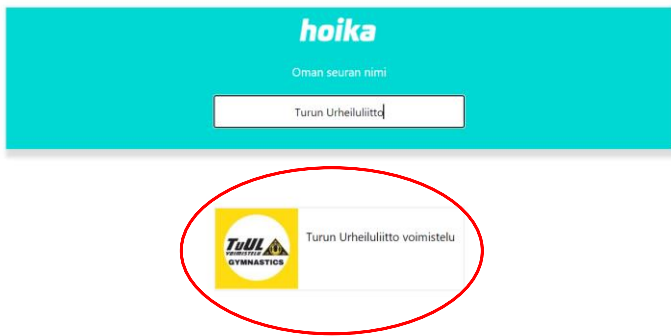 hoika
Oman seuran nimi
Turun Urheiluliitto
Turun Urheiluliitto voimistelu
TuUL
VOIMISTELU
GYMNASTICS